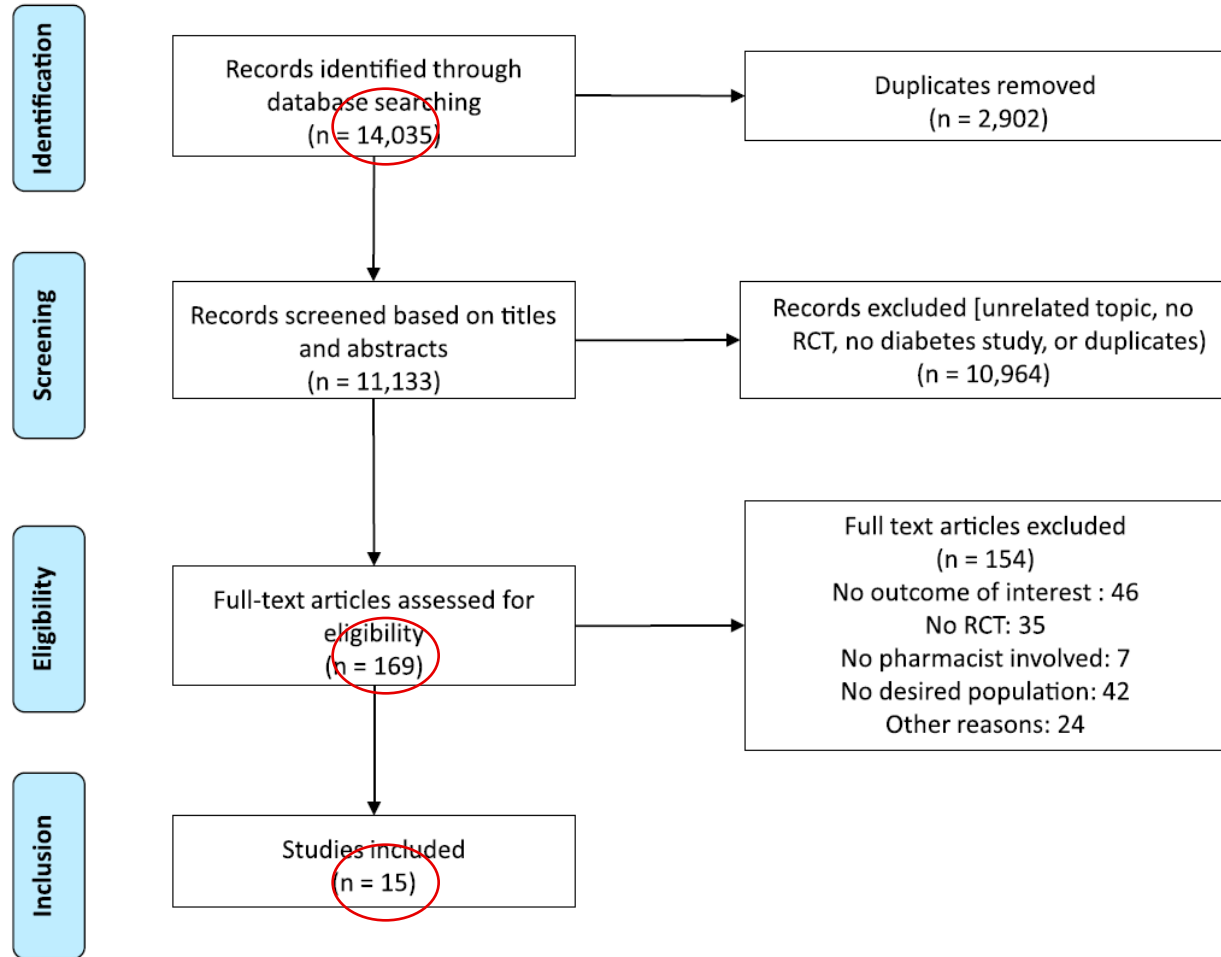 Identification
Records identified through
database searching
(n = 14,035)
Duplicates removed
(n = 2,902)
Screening
Records screened based on titles
and abstracts
(n = 11,133)
Records excluded [unrelated topic, no
RCT, no diabetes study, or duplicates)
(n = 10,964)
Eligibility
Full-text articles assessed for
eligibility
(n = 169)
Full text articles excluded
(n = 154)
No outcome of interest : 46
No RCT: 35
No pharmacist involved: 7
No desired population: 42
Other reasons: 24
Inclusion
Studies included
(n = 15)